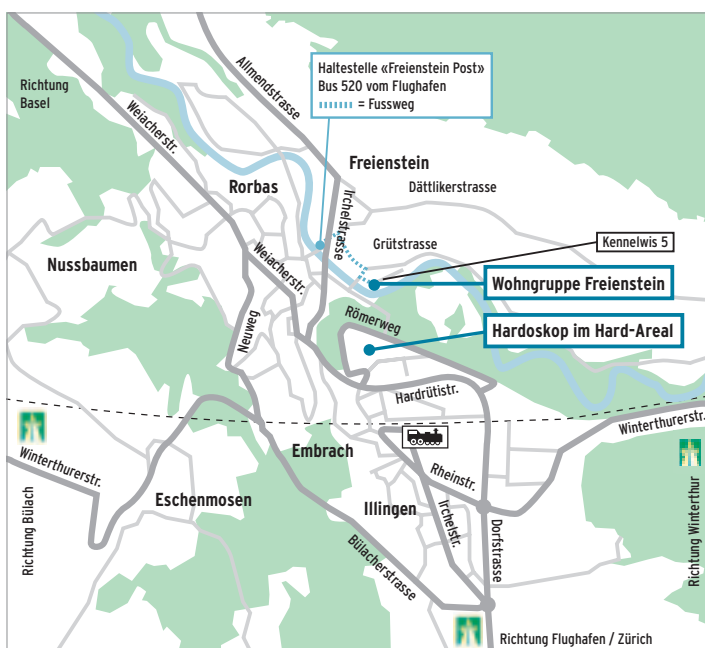 Richtung
Basel
Allmendstrasse
Haltestelle «Freienstein Post»
Bus 520 vom Flughafen
= Fussweg
Weiacherstr.
Freienstein
Rorbas
Dättlikerstrasse
Irchelstrasse
Grütstrasse
Kennelwis 5
Nussbaumen
Weiacherstr.
Wohngruppe Freienstein
Römerweg
Hardoskop im Hard-Areal
Neuweg
Hardrütistr.
Winterthurerstr.
Winterthurerstr.
Embrach
Rheinstr.
Eschenmosen
Illingen
Irchelstr.
Dorfstrasse
Richtung Bülach
Richtung Winterthur
Bülacherstrasse
Richtung Flughafen / Zürich